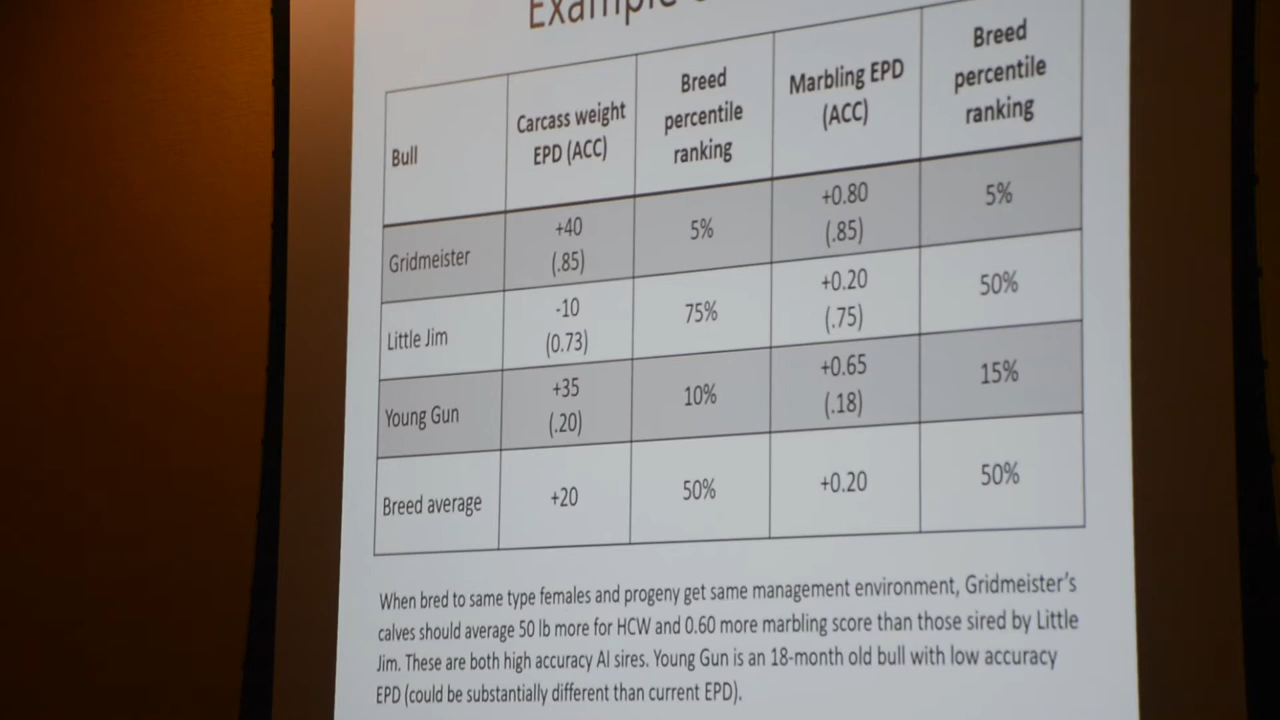 Example
Bull
Carcass weight
EPD (ACC)
Breed
percentile
ranking
Marbling EPD
(ACC)
Breed
percentile
ranking
Gridmeister
+40
(.85)
5%
+0.80
(.85)
5%
Little Jim
-10
(0.73)
75%
+0.20
(.75)
50%
Young Gun
+35
(.20)
10%
+0.65
(.18)
15%
Breed average
+20
50%
+0.20
50%
When bred to same type females and progeny get same management environment, Gridmeister's
calves should average 50 lb more for HCW and 0.60 more marbling score than those sired by Little
Jim. These are both high accuracy AI sires. Young Gun is an 18-month old bull with low accuracy
EPD (could be substantially different than current EPD).